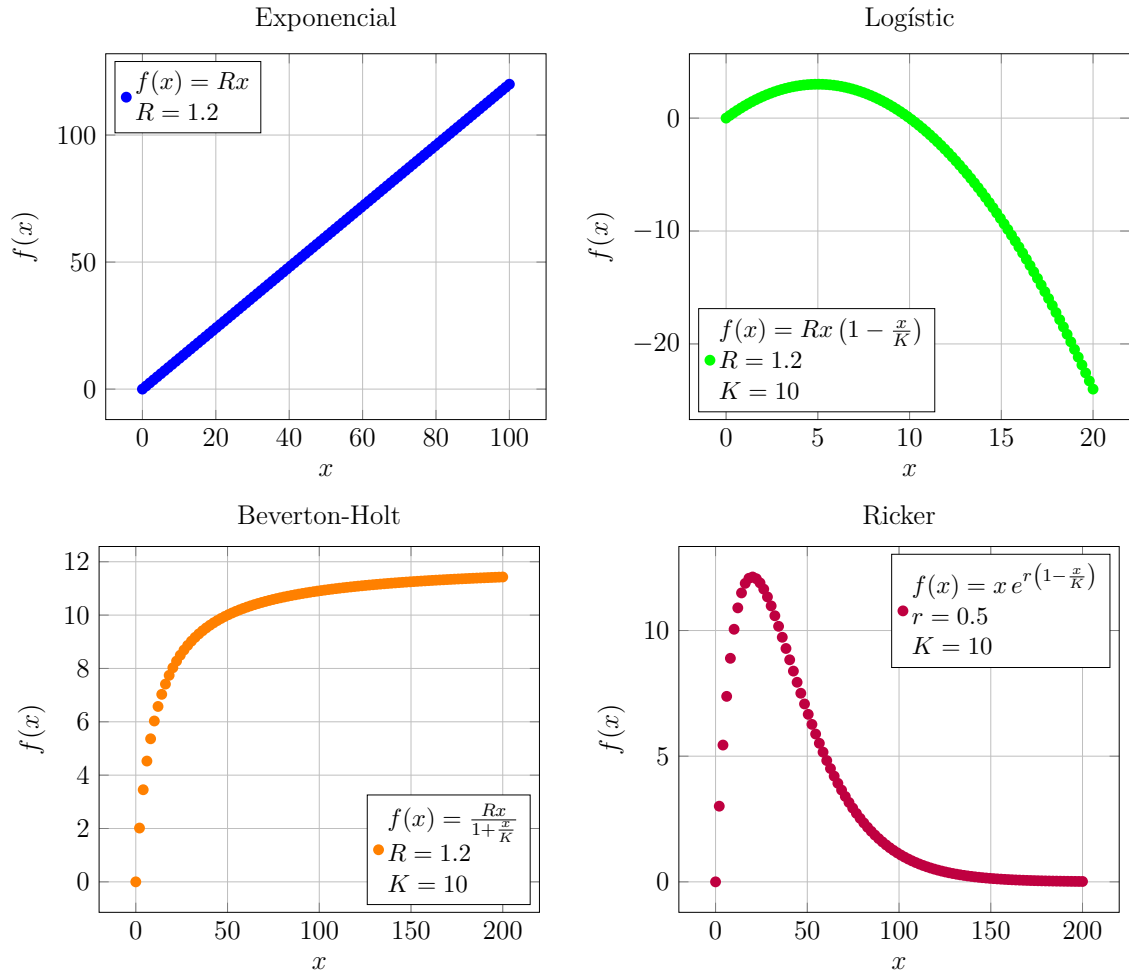 Exponencial
f(x) = Rx
R = 1.2
100
50
0
f(x)
0 20 40 60 80 100
x
Logístic
0
−10
−20
f(x)
f(x) = Rx (1 − x/K)
R = 1.2
K = 10
0 5 10 15 20
x
Beverton-Holt
12
10
8
6
4
2
0
f(x)
f(x) = Rx/(1+x/K)
R = 1.2
K = 10
0 50 100 150 200
x
Ricker
f(x) = x e^{r(1−x/K)}
r = 0.5
K = 10
10
5
0
f(x)
0 50 100 150 200
x